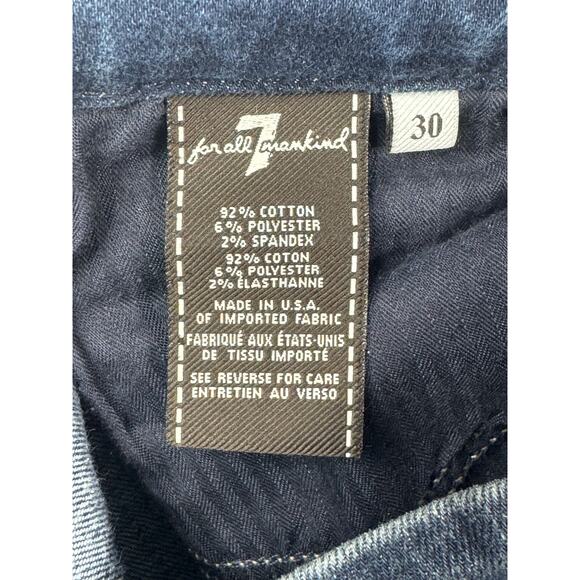 for all 7 mankind
30
92% COTTON
6% POLYESTER
2% SPANDEX
92% COTON
6% POLYESTER
2% ÉLASTHANNE
MADE IN U.S.A.
OF IMPORTED FABRIC
FABRIQUÉ AUX ÉTATS-UNIS
DE TISSU IMPORTÉ
SEE REVERSE FOR CARE
ENTRETIEN AU VERSO